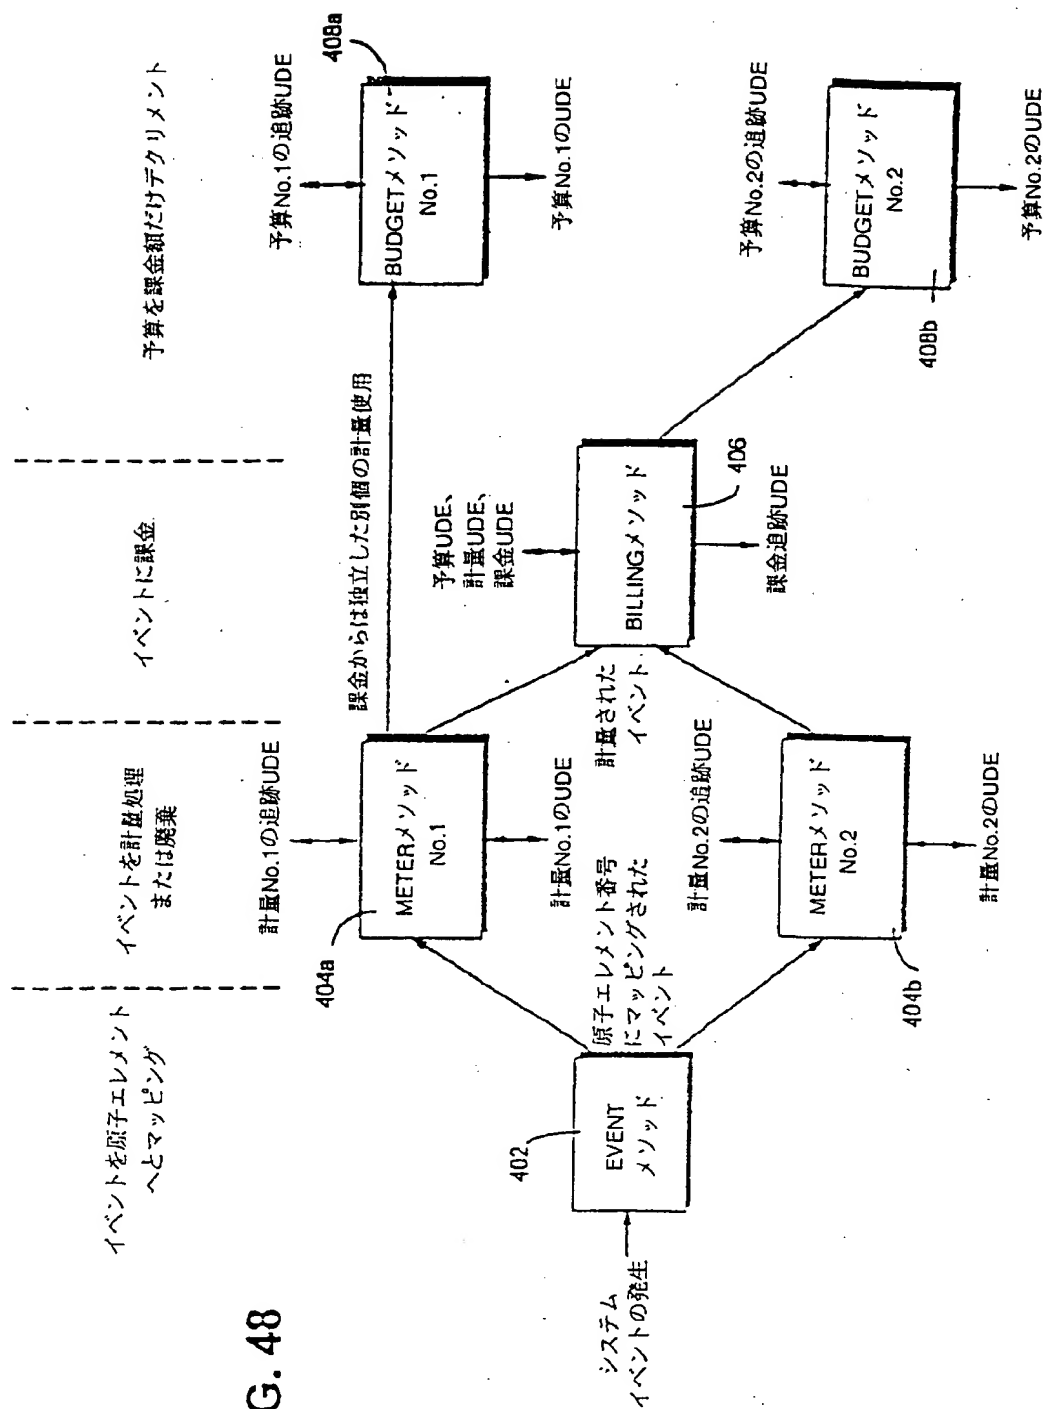 G. 48
イベントを原子エレメント
へとマッピング
イベントを計量処理
または廃棄
イベントに課金
予算を課金額だけデクリメント
システム
イベントの発生
402
EVENT
メソッド
原子エレメント番号
にマッピングされた
イベント
404a
計量No.1の追跡UDE
METERメソッド
No.1
計量No.1のUDE
計量No.2の追跡UDE
METERメソッド
No.2
404b
計量No.2のUDE
計量された
イベント
課金からは独立した別個の計量使用
予算UDE、
計量UDE、
課金UDE
BILLINGメソッド
406
課金追跡UDE
408a
予算No.1の追跡UDE
BUDGETメソッド
No.1
予算No.1のUDE
予算No.2の追跡UDE
BUDGETメソッド
No.2
408b
予算No.2のUDE